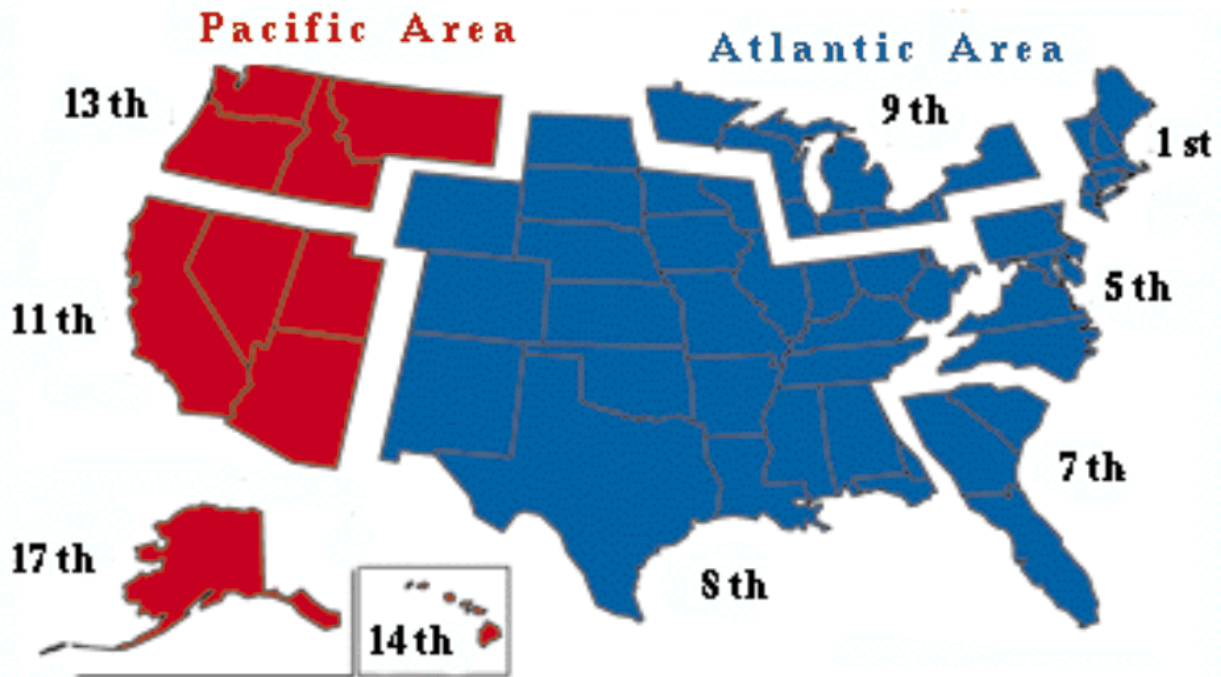 Pacific Area
Atlantic Area
13 th
9 th
1 st
11 th
5 th
7 th
17 th
14 th
8 th